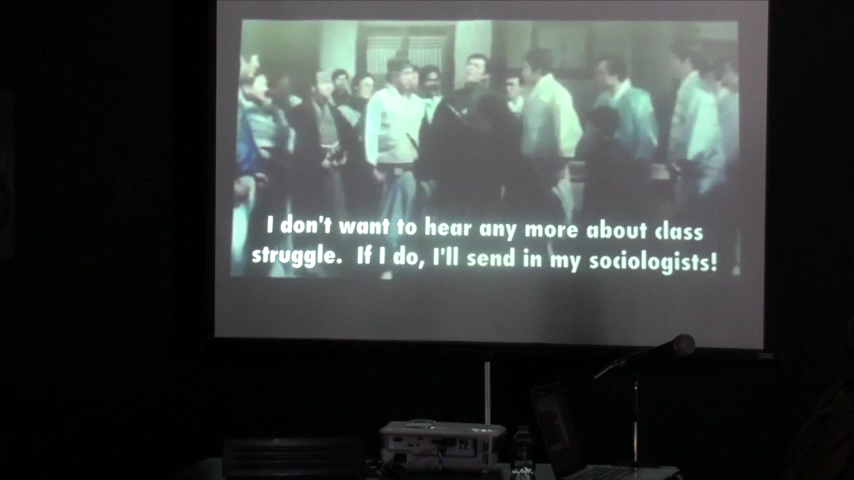 I don't want to hear any more about class
struggle. If I do, I'll send in my sociologists!